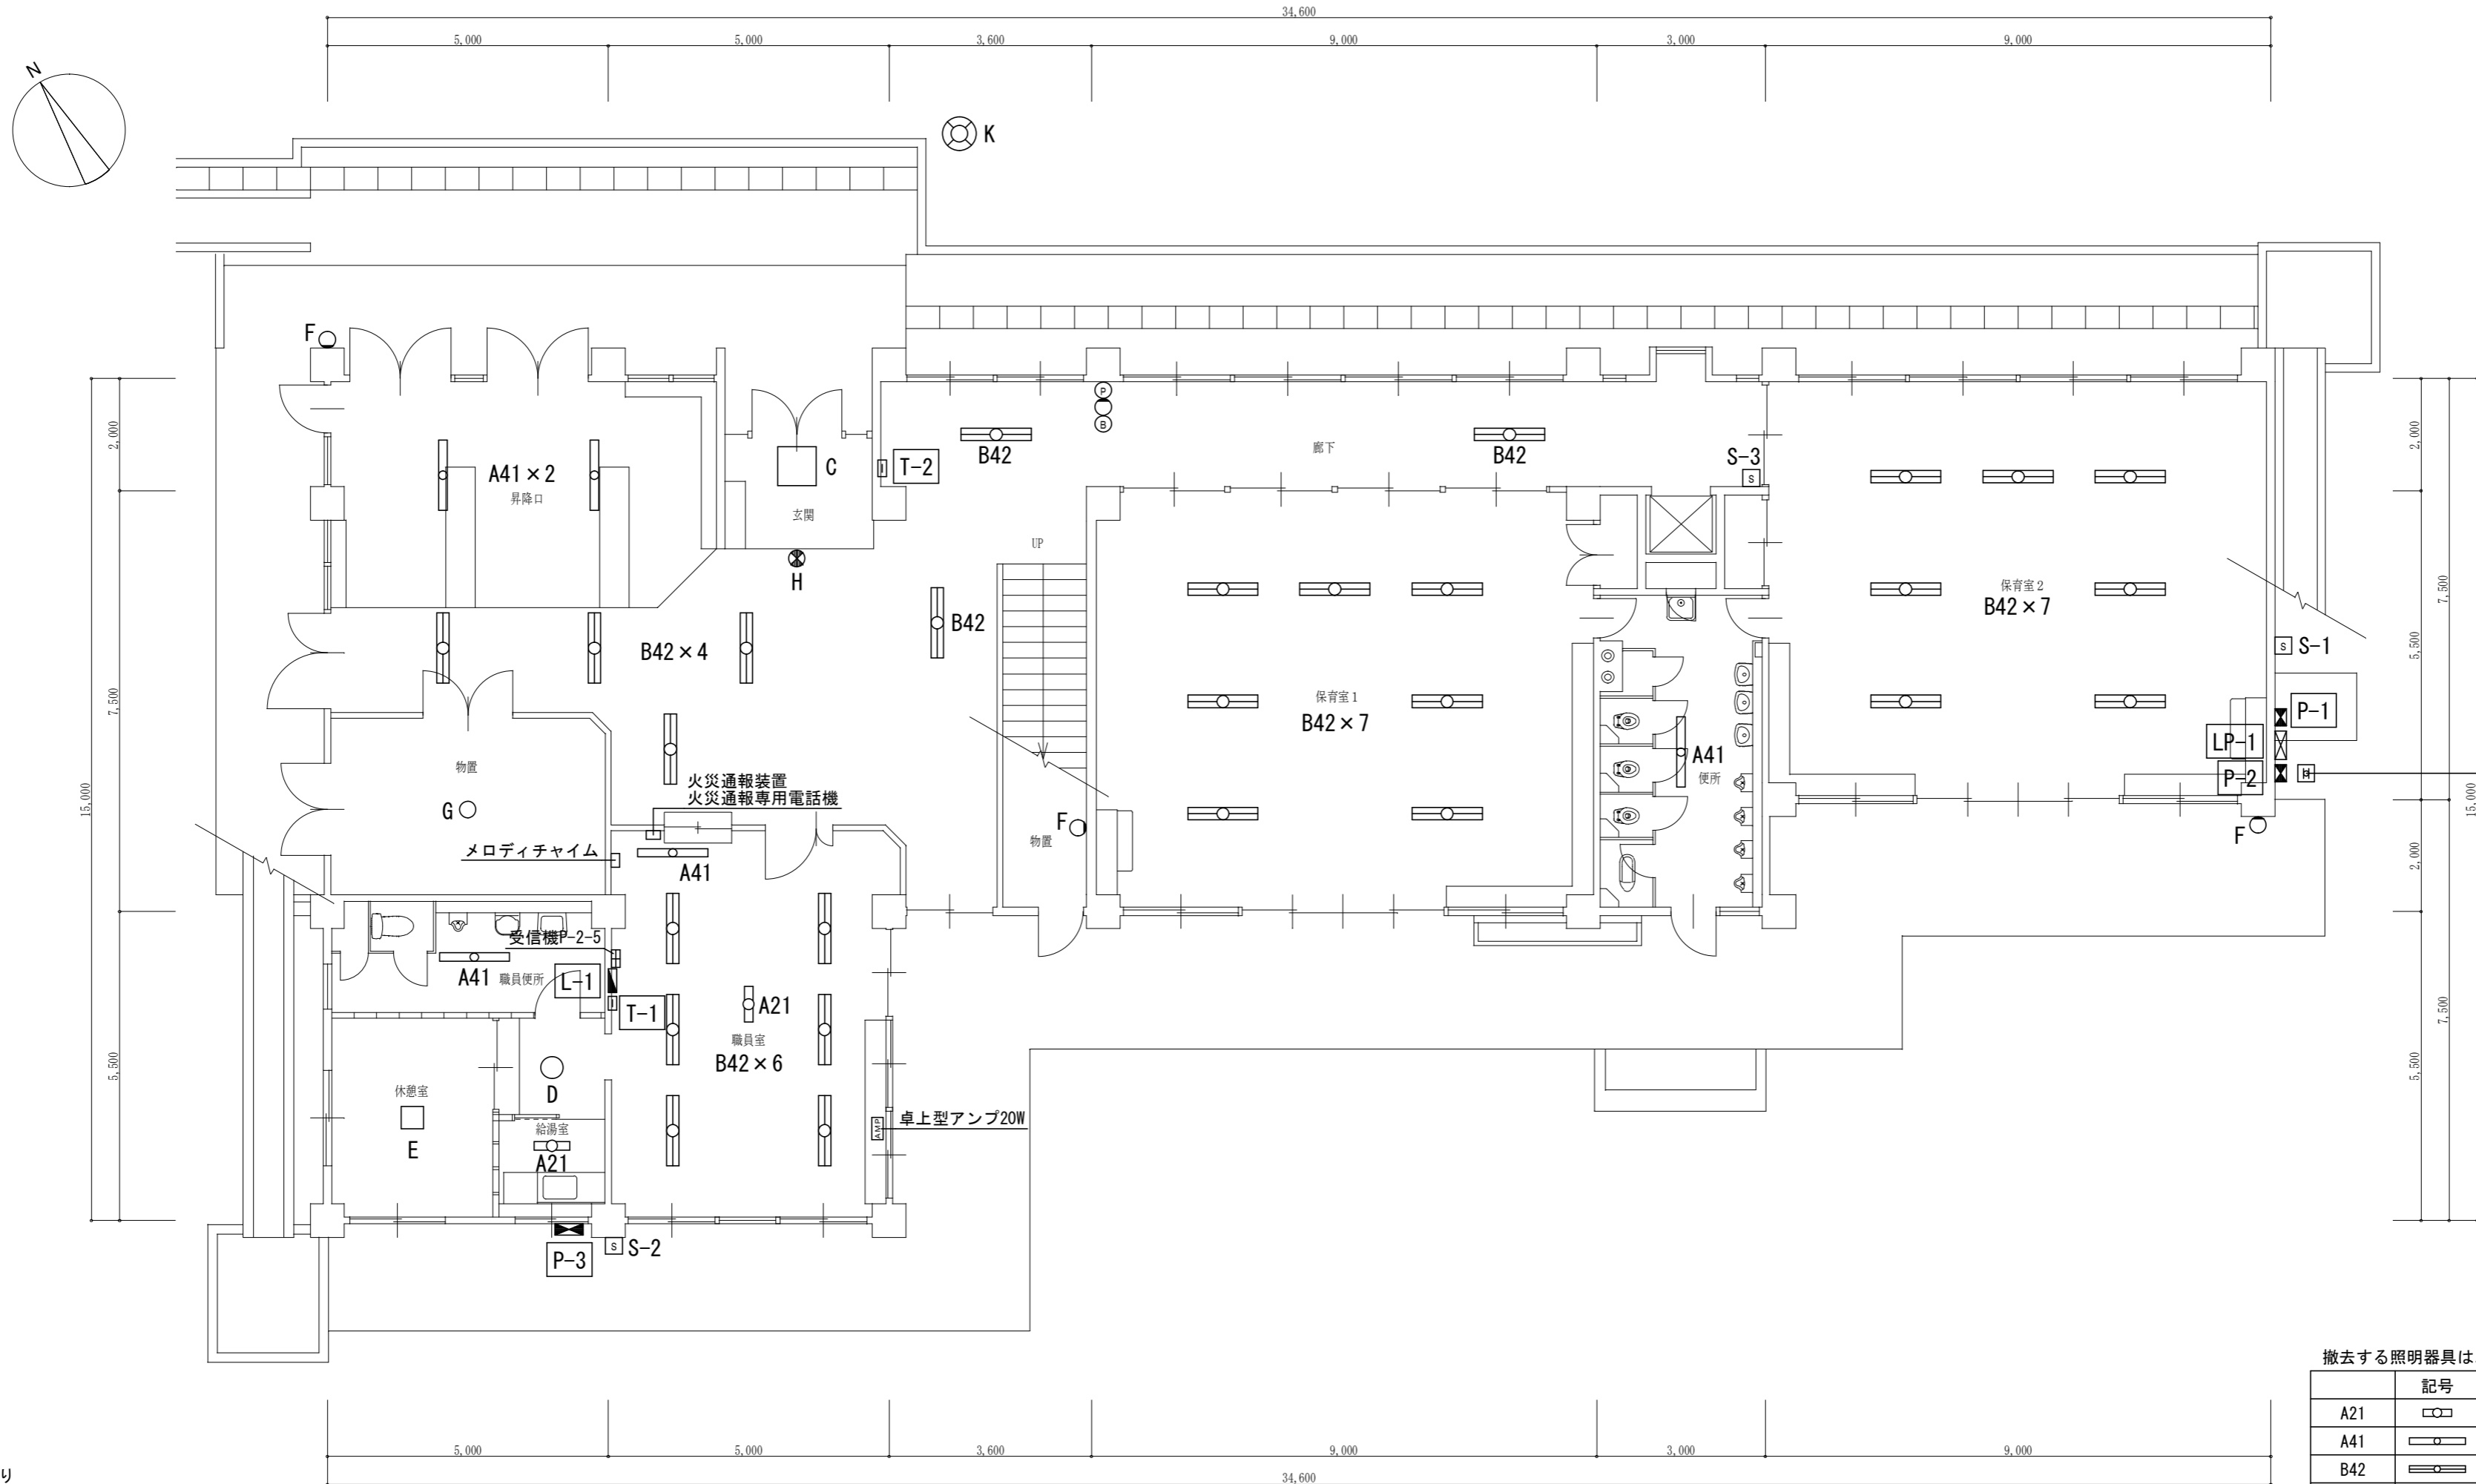 34,600
5,000
5,000
3,600
9,000
3,000
9,000
N
K
F
A41×2
昇降口
C
T-2
玄関
H
B42
P
B
廊下
B42
S-3
S
UP
B42
B42×4
保育室2
B42×7
S
S-1
P-1
LP-1
P-2
H
F
保育室1
B42×7
A41
便所
物置
G
火災通報装置
火災通報専用電話機
メロディチャイム
A41
F
物置
受信機P-2-5
A41
職員便所
L-1
T-1
A21
職員室
B42×6
D
休憩室
E
給湯室
A21
AMP
卓上型アンプ20W
P-3
S
S-2
2,000
7,500
15,000
5,500
2,000
7,500
5,500
15,000
2,000
7,500
5,500
撤去する照明器具は
記号
A21
A41
B42
5,000
5,000
3,600
9,000
3,000
9,000
34,600
り